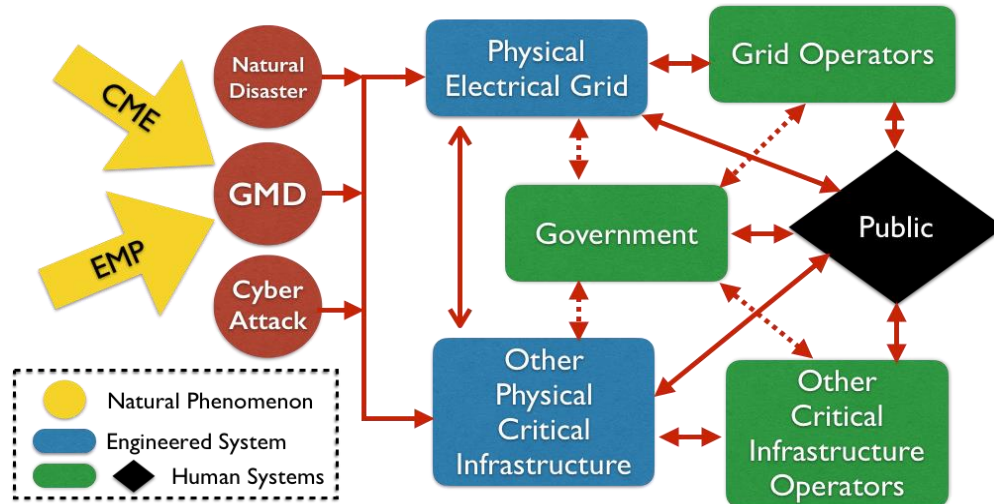 CME
EMP
Natural
Disaster
GMD
Cyber
Attack
Physical
Electrical Grid
Grid Operators
Government
Public
Other
Physical
Critical
Infrastructure
Other
Critical
Infrastructure
Operators
Natural Phenomenon
Engineered System
Human Systems